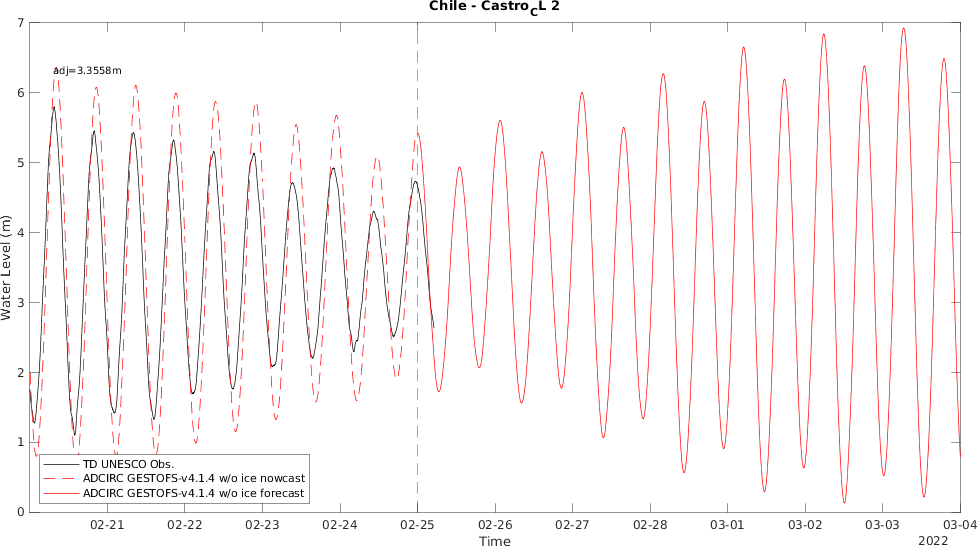 Chile - Castro_CL 2
adj=3.3558m
Water Level (m)
7
6
5
4
3
2
1
0
TD UNESCO Obs.
ADCIRC GESTOFS-v4.1.4 w/o ice nowcast
ADCIRC GESTOFS-v4.1.4 w/o ice forecast
02-21 02-22 02-23 02-24 02-25 02-26 02-27 02-28 03-01 03-02 03-03 03-04
Time
2022